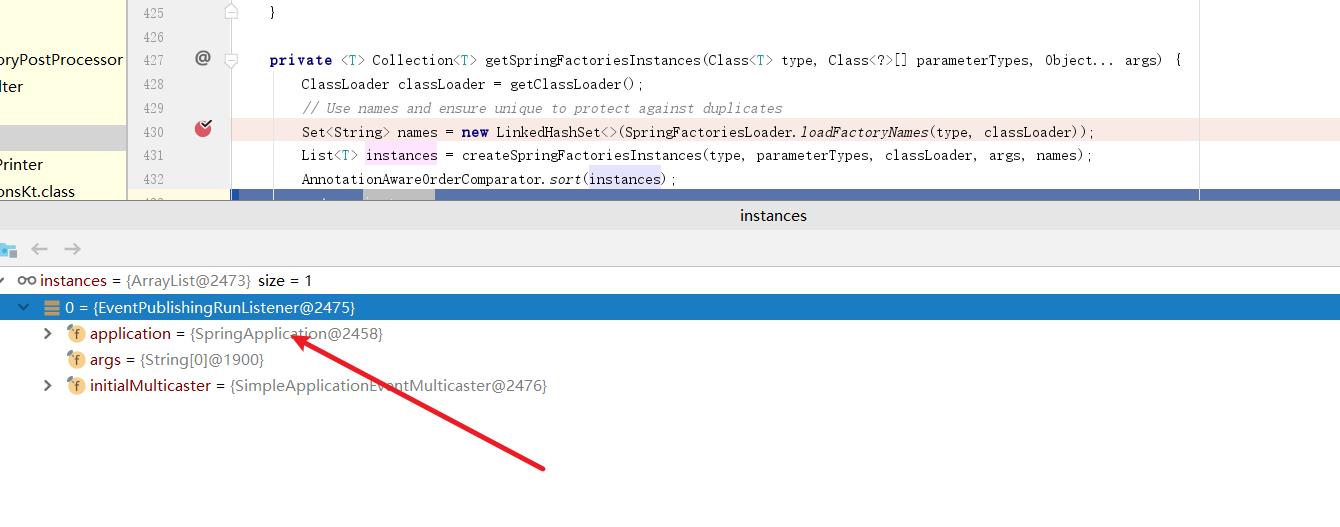 425 }
426
oryPostProcessor
427 @ private <T> Collection<T> getSpringFactoriesInstances(Class<T> type, Class<?>[] parameterTypes, Object... args) {
lter
428 ClassLoader classLoader = getClassLoader();
429 // Use names and ensure unique to protect against duplicates
430 Set<String> names = new LinkedHashSet<>(SpringFactoriesLoader.loadFactoryNames(type, classLoader));
Printer
431 List<T> instances = createSpringFactoriesInstances(type, parameterTypes, classLoader, args, names);
onsKt.class
432 AnnotationAwareOrderComparator.sort(instances);
instances
instances = {ArrayList@2473} size = 1
0 = {EventPublishingRunListener@2475}
f application = {SpringApplication@2458}
f args = {String[0]@1900}
f initialMulticaster = {SimpleApplicationEventMulticaster@2476}